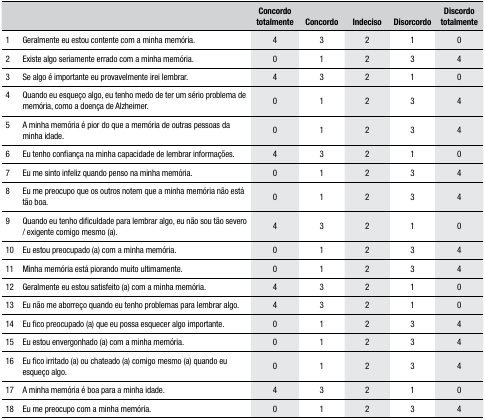 Concordo totalmente Concordo Indeciso Disorcordo Discordo totalmente
1 Geralmente eu estou contente com a minha memória. 4 3 2 1 0
2 Existe algo seriamente errado com a minha memória. 0 1 2 3 4
3 Se algo é importante eu provavelmente irei lembrar. 4 3 2 1 0
4 Quando eu esqueço algo, eu tenho medo de ter um sério problema de
memória, como a doença de Alzheimer. 0 1 2 3 4
5 A minha memória é pior do que a memória de outras pessoas da
minha idade. 0 1 2 3 4
6 Eu tenho confiança na minha capacidade de lembrar informações. 4 3 2 1 0
7 Eu me sinto infeliz quando penso na minha memória. 0 1 2 3 4
8 Eu me preocupo que os outros notem que a minha memória não está
tão boa. 0 1 2 3 4
9 Quando eu tenho dificuldade para lembrar algo, eu não sou tão severo
/ exigente comigo mesmo (a). 4 3 2 1 0
10 Eu estou preocupado (a) com a minha memória. 0 1 2 3 4
11 Minha memória está piorando muito ultimamente. 0 1 2 3 4
12 Geralmente eu estou satisfeito (a) com a minha memória. 4 3 2 1 0
13 Eu não me aborreço quando eu tenho problemas para lembrar algo. 4 3 2 1 0
14 Eu fico preocupado (a) que eu possa esquecer algo importante. 0 1 2 3 4
15 Eu estou envergonhado (a) com a minha memória. 0 1 2 3 4
16 Eu fico irritado (a) ou chateado (a) comigo mesmo (a) quando eu
esqueço algo. 0 1 2 3 4
17 A minha memória é boa para a minha idade. 4 3 2 1 0
18 Eu me preocupo com a minha memória. 0 1 2 3 4